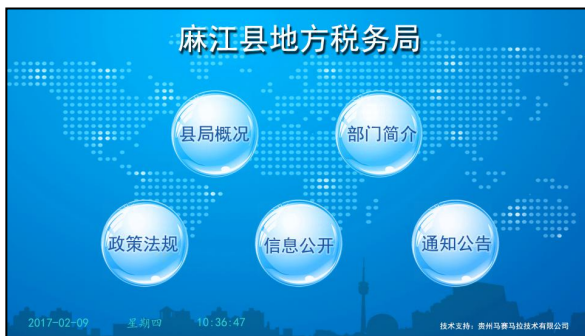 麻江县地方税务局
县局概况
部门简介
政策法规
信息公开
通知公告
2017-02-09 星期四 10:36:47
技术支持：贵州马赛马拉技术有限公司